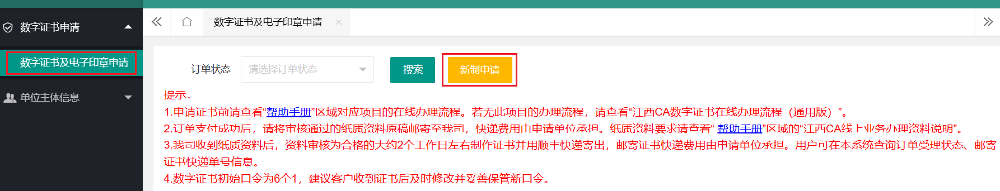 数字证书申请
数字证书及电子印章申请
单位主体信息
数字证书及电子印章申请
订单状态 请选择订单状态 搜索 新制申请
提示：
1.申请证书前请查看“帮助手册”区域对应项目的在线办理流程。若无此项目的办理流程，请查看“江西CA数字证书在线办理流程（通用版）”。
2.订单支付成功后，请将审核通过的纸质资料原稿邮寄至我司，快递费用由申请单位承担。纸质资料要求请查看“ 帮助手册”区域的“江西CA线上业务办理资料说明”。
3.我司收到纸质资料后，资料审核为合格的大约2个工作日左右制作证书并用顺丰快递寄出，邮寄证书快递费用由申请单位承担。用户可在本系统查询订单受理状态、邮寄
证书快递单号信息。
4.数字证书初始口令为6个1，建议客户收到证书后及时修改并妥善保管新口令。